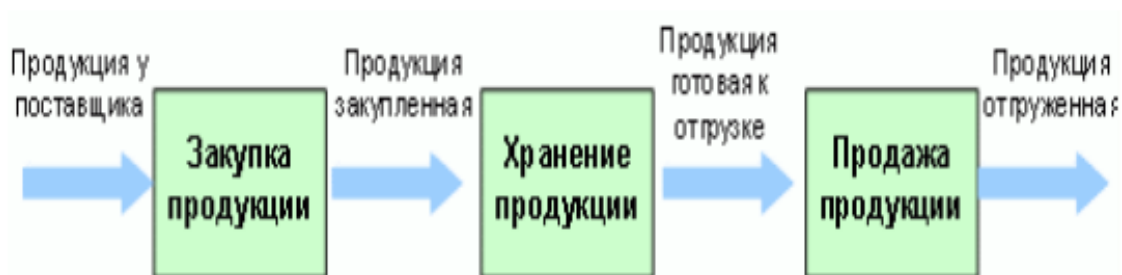 Продукция у
поставщика
Закупка
продукции
Продукция
закупленная
Хранение
продукции
Продукция
готовая к
отгрузке
Продажа
продукции
Продукция
отгруженная